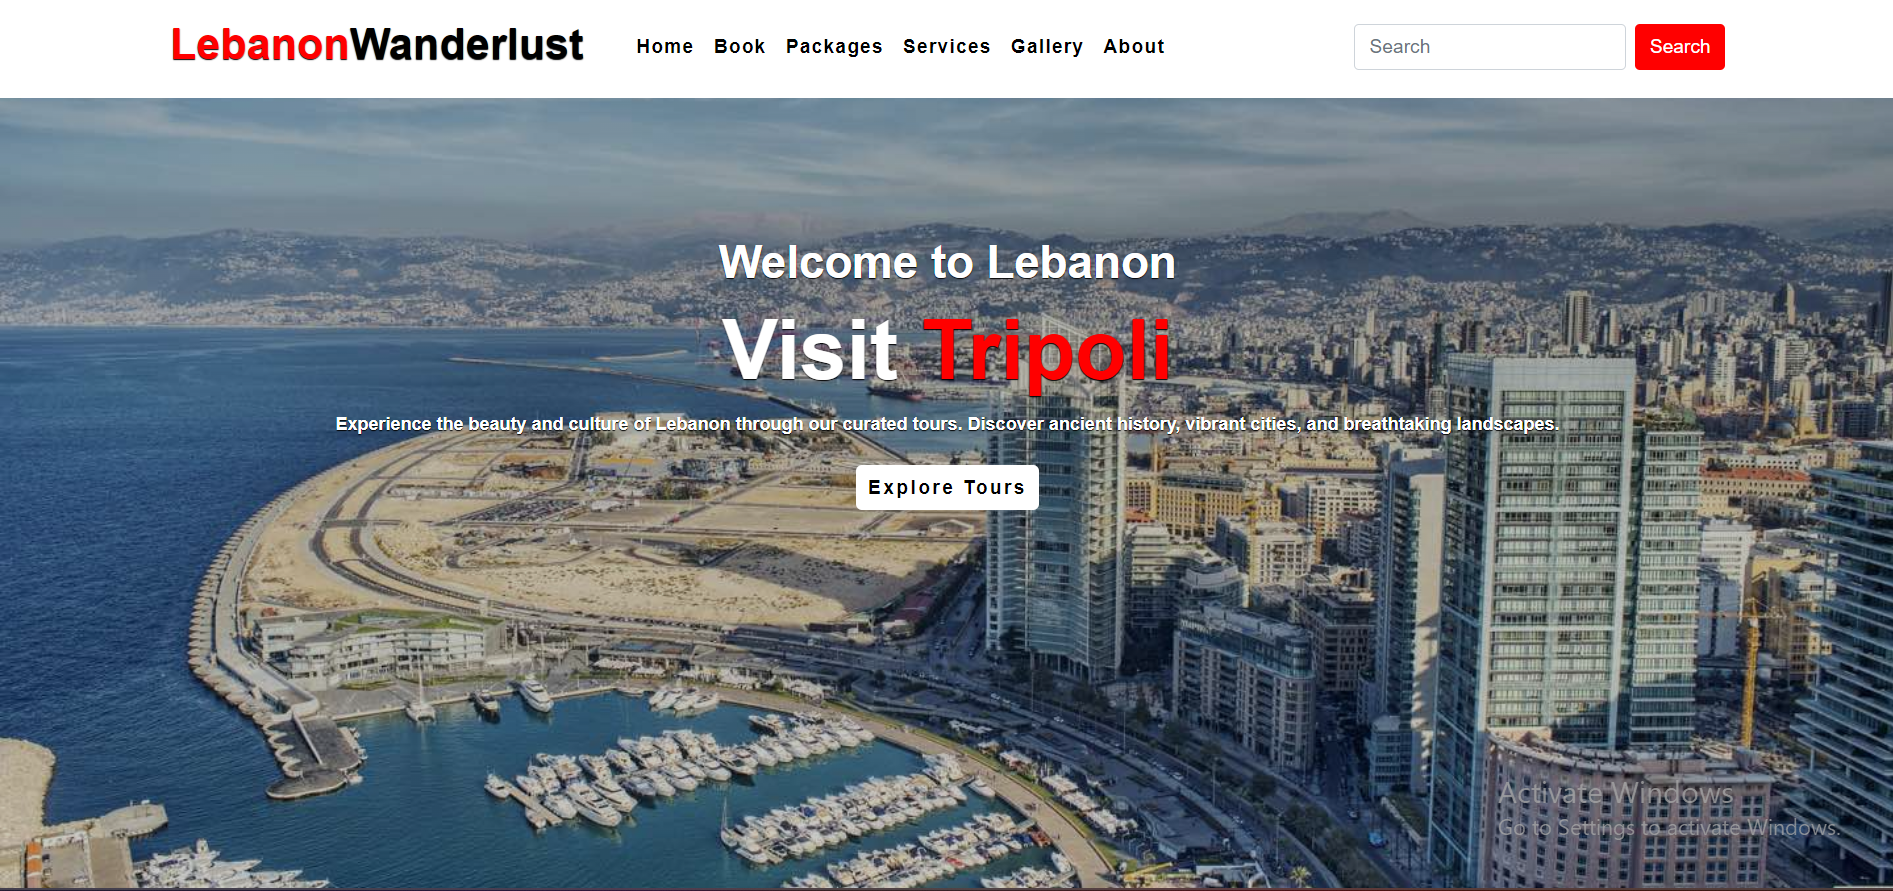 LebanonWanderlust
Home Book Packages Services Gallery About
Search
Search
Welcome to Lebanon
Visit Tripoli
Experience the beauty and culture of Lebanon through our curated tours. Discover ancient history, vibrant cities, and breathtaking landscapes.
Explore Tours
Activate Windows
Go to Settings to activate Windows.